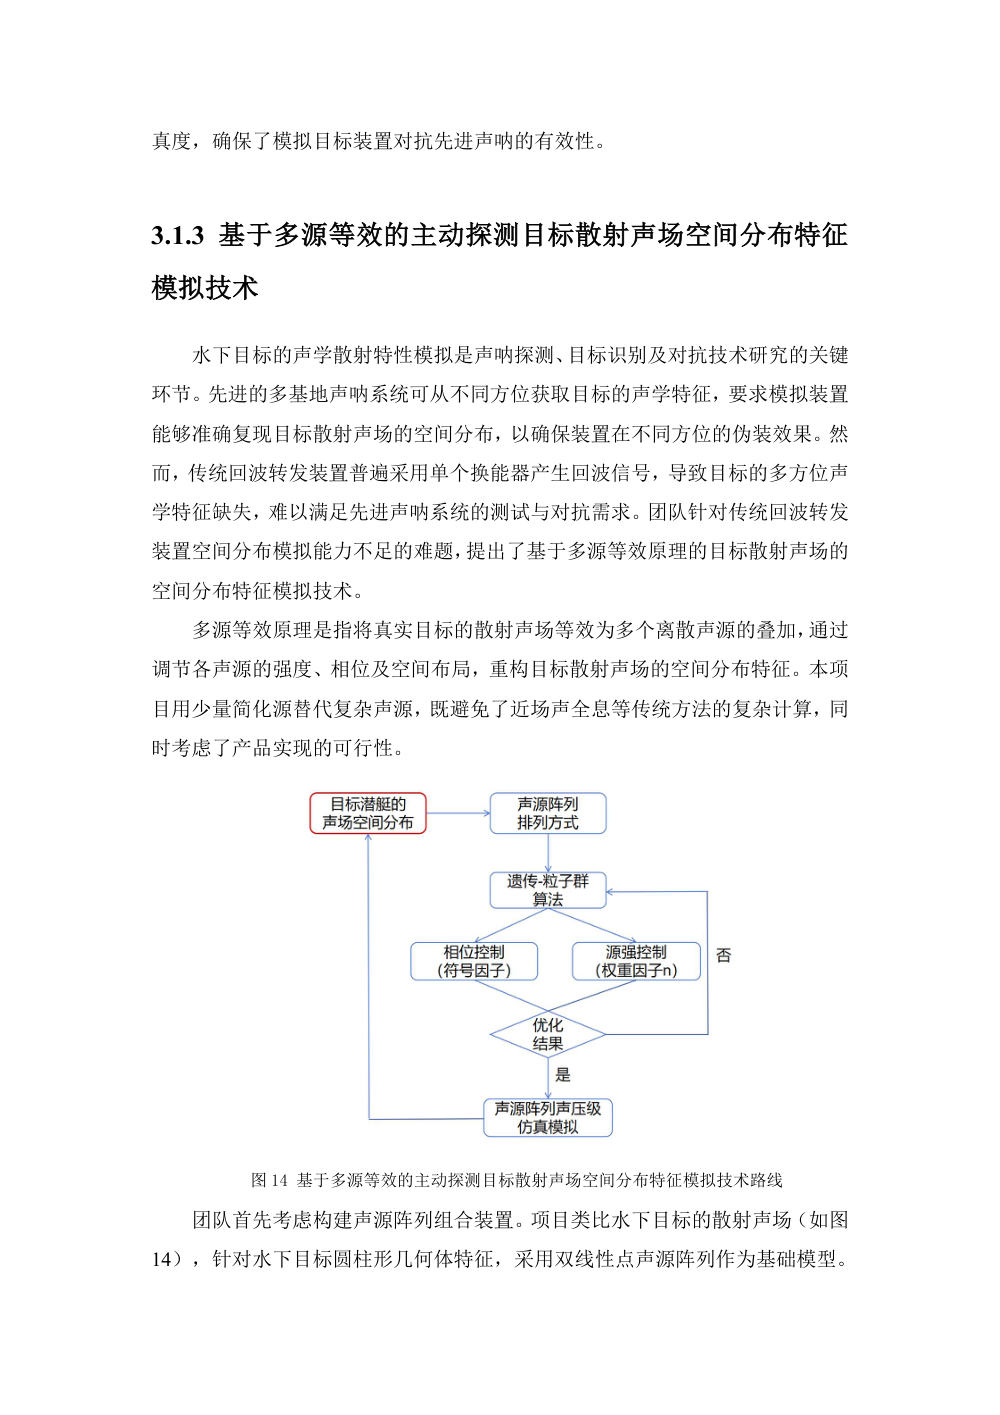 真度，确保了模拟目标装置对抗先进声呐的有效性。
3.1.3 基于多源等效的主动探测目标散射声场空间分布特征
模拟技术
水下目标的声学散射特性模拟是声呐探测、目标识别及对抗技术研究的关键
环节。先进的多基地声呐系统可从不同方位获取目标的声学特征，要求模拟装置
能够准确复现目标散射声场的空间分布，以确保装置在不同方位的伪装效果。然
而，传统回波转发装置普遍采用单个换能器产生回波信号，导致目标的多方位声
学特征缺失，难以满足先进声呐系统的测试与对抗需求。团队针对传统回波转发
装置空间分布模拟能力不足的难题，提出了基于多源等效原理的目标散射声场的
空间分布特征模拟技术。
多源等效原理是指将真实目标的散射声场等效为多个离散声源的叠加，通过
调节各声源的强度、相位及空间布局，重构目标散射声场的空间分布特征。本项
目用少量简化源替代复杂声源，既避免了近场声全息等传统方法的复杂计算，同
时考虑了产品实现的可行性。
目标潜艇的
声场空间分布
声源阵列
排列方式
遗传-粒子群
算法
相位控制
（符号因子）
源强控制
（权重因子n）
否
优化
结果
是
声源阵列声压级
仿真模拟
图 14 基于多源等效的主动探测目标散射声场空间分布特征模拟技术路线
团队首先考虑构建声源阵列组合装置。项目类比水下目标的散射声场（如图
14），针对水下目标圆柱形几何体特征，采用双线性点声源阵列作为基础模型。